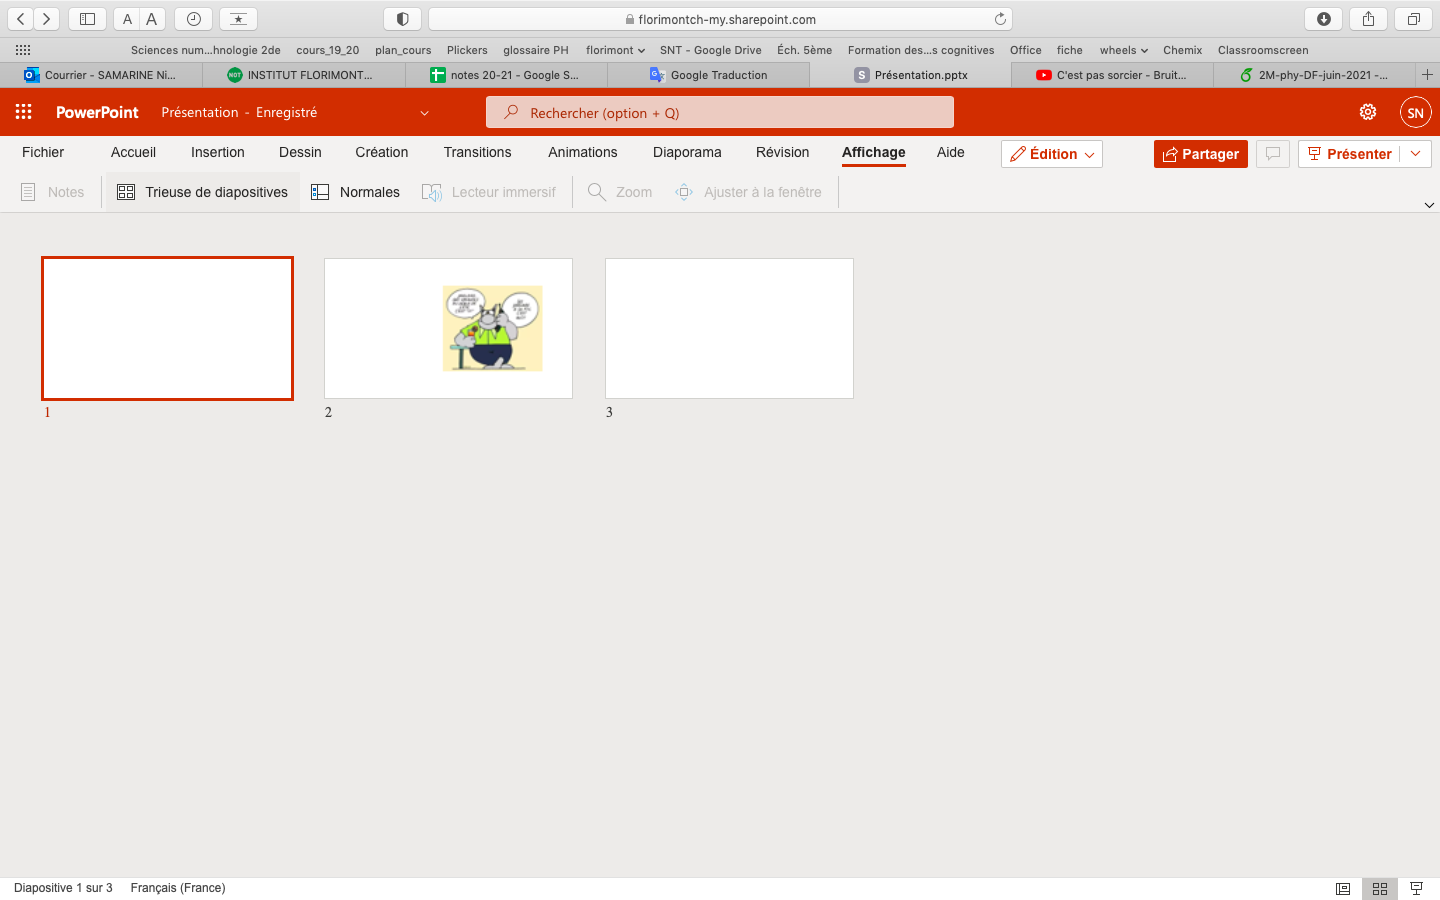 A A
florimontch-my.sharepoint.com
Sciences num...hnologie 2de cours_19_20 plan_cours Plickers glossaire PH florimont SNT - Google Drive Éch. 5ème Formation des...s cognitives Office fiche wheels Chemix Classroomscreen
Courrier - SAMARINE Ni... INSTITUT FLORIMONT... notes 20-21 - Google S... Google Traduction S Présentation.pptx C'est pas sorcier - Bruit... 2M-phy-DF-juin-2021 -...
PowerPoint Présentation - Enregistré Rechercher (option + Q) SN
Fichier Accueil Insertion Dessin Création Transitions Animations Diaporama Révision Affichage Aide Édition Partager Présenter
Notes Trieuse de diapositives Normales Lecteur immersif Zoom Ajuster à la fenêtre
1 2 3
Diapositive 1 sur 3 Français (France)